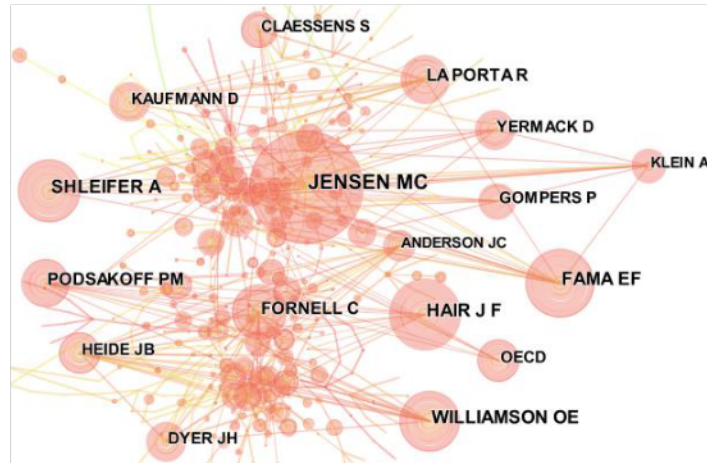 CLAESSENS S
LA PORTA R
KAUFMANN D
YERMACK D
KLEIN A
SHLEIFER A
JENSEN MC
GOMPERS P
ANDERSON JC
PODSAKOFF PM
FAMA EF
FORNELL C
HAIR J F
HEIDE JB
OECD
WILLIAMSON OE
DYER JH